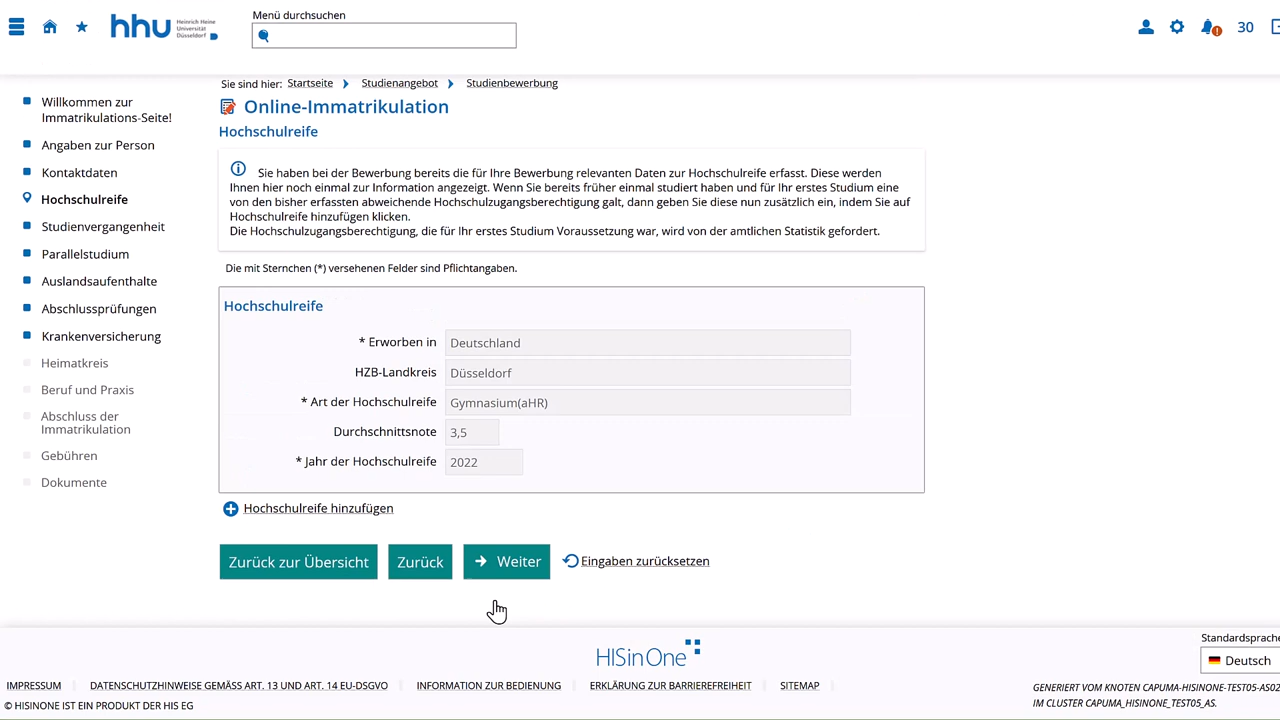 Menü durchsuchen
hhu Heinrich Heine
Universität
Düsseldorf
30
Sie sind hier: Startseite Studienangebot Studienbewerbung
Online-Immatrikulation
Hochschulreife
Willkommen zur
Immatrikulations-Seite!
Angaben zur Person
Kontaktdaten
Hochschulreife
Studienvergangenheit
Parallelstudium
Auslandsaufenthalte
Abschlussprüfungen
Krankenversicherung
Heimatkreis
Beruf und Praxis
Abschluss der
Immatrikulation
Gebühren
Dokumente
Sie haben bei der Bewerbung bereits die für Ihre Bewerbung relevanten Daten zur Hochschulreife erfasst. Diese werden
Ihnen hier noch einmal zur Information angezeigt. Wenn Sie bereits früher einmal studiert haben und für Ihr erstes Studium eine
von den bisher erfassten abweichende Hochschulzugangsberechtigung galt, dann geben Sie diese nun zusätzlich ein, indem Sie auf
Hochschulreife hinzufügen klicken.
Die Hochschulzugangsberechtigung, die für Ihr erstes Studium Voraussetzung war, wird von der amtlichen Statistik gefordert.
Die mit Sternchen (*) versehenen Felder sind Pflichtangaben.
Hochschulreife
* Erworben in Deutschland
HZB-Landkreis Düsseldorf
* Art der Hochschulreife Gymnasium(aHR)
Durchschnittsnote 3,5
* Jahr der Hochschulreife 2022
Hochschulreife hinzufügen
Zurück zur Übersicht Zurück Weiter Eingaben zurücksetzen
HISinOne
Standardsprache
Deutsch
IMPRESSUM DATENSCHUTZHINWEISE GEMÄSS ART. 13 UND ART. 14 EU-DSGVO INFORMATION ZUR BEDIENUNG ERKLÄRUNG ZUR BARRIEREFREIHEIT SITEMAP
© HISINONE IST EIN PRODUKT DER HIS EG
GENERIERT VOM KNOTEN CAPUMA-HISINONE-TEST05-AS02
IM CLUSTER CAPUMA_HISINONE_TEST05_AS.